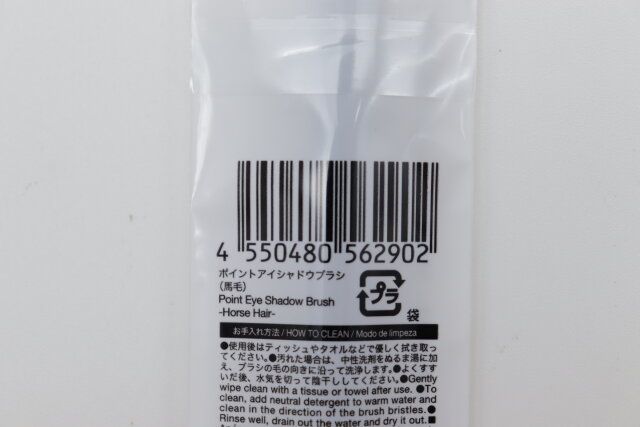 4 550480 562902
ポイントアイシャドウブラシ
（馬毛）
Point Eye Shadow Brush
-Horse Hair-
プラ
袋
お手入れ方法 / HOW TO CLEAN / Modo de limpeza
●使用後はティッシュやタオルなどで優しく拭き取っ
てください。●汚れた場合は、中性洗剤をぬるま湯に加
え、ブラシの毛の向きに沿って洗浄します。●よくすす
いだ後、水気を切って陰干ししてください。●Gently
wipe clean with a tissue or towel after use. ●To
clean, add neutral detergent to warm water and
clean in the direction of the brush bristles.●
Rinse well, drain out the water and dry it out.